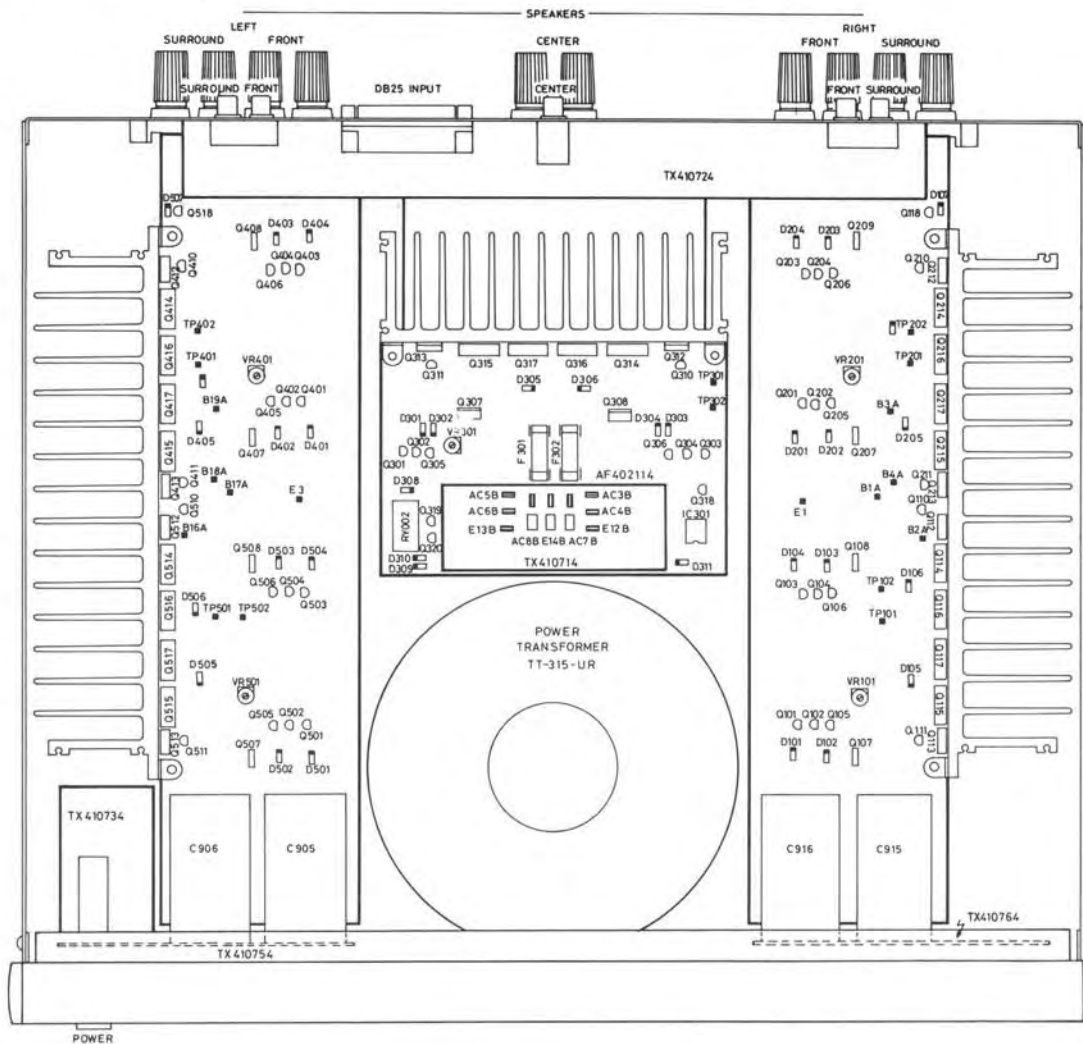 SPEAKERS
LEFT
RIGHT
SURROUND FRONT
CENTER
FRONT SURROUND
SURROUND FRONT
DB25 INPUT
CENTER
FRONT SURROUND
TX410724
Q518
D403 D404
Q408
Q410
Q404 Q403
Q406
Q412
Q414
TP402
Q416
TP401
VR401
Q402 Q401
B19A
Q405
Q417
D405
Q407
D402 D401
Q415
B18A
Q411
B17A
Q413
Q510
E3
B16A
Q512
Q508 D503 D504
Q514
Q506 Q504
Q503
D506
Q516
TP501 TP502
Q517
D505
VR501
Q515
Q505 Q502
Q501
Q513
Q511
Q507
D502 D501
Q313
Q311
Q315 Q317 Q316 Q314
Q312
Q310
TP301
D305 D306
TP302
Q307 Q308
D301 D302
D304 D303
VR301
Q302
Q301 Q305
F301
F302
Q306 Q304 Q303
AF402114
D308
AC5B AC3B
Q318
RY002
Q319
AC6B AC4B
IC301
E13B E12B
Q320
AC8B E14B AC7B
D310
D309
TX410714
D311
POWER
TRANSFORMER
TT-315-UR
D107
Q118
D204 D203 Q209
Q203 Q204
Q206
Q210
Q212
Q214
TP202
Q216
VR201
TP201
Q201 Q202
Q205
B3A
Q217
D205
D201 D202 Q207
Q215
B4A
Q211
B1A
Q213
E1
Q110
B2A
Q112
D104 D103 Q108
Q114
Q103 Q104
Q106
TP102
D106
TP101
Q116
Q117
D105
VR101
Q115
Q101 Q102 Q105
Q111
Q113
D101 D102 Q107
TX410734
C906
C905
C916
C915
TX410754
TX410764
POWER